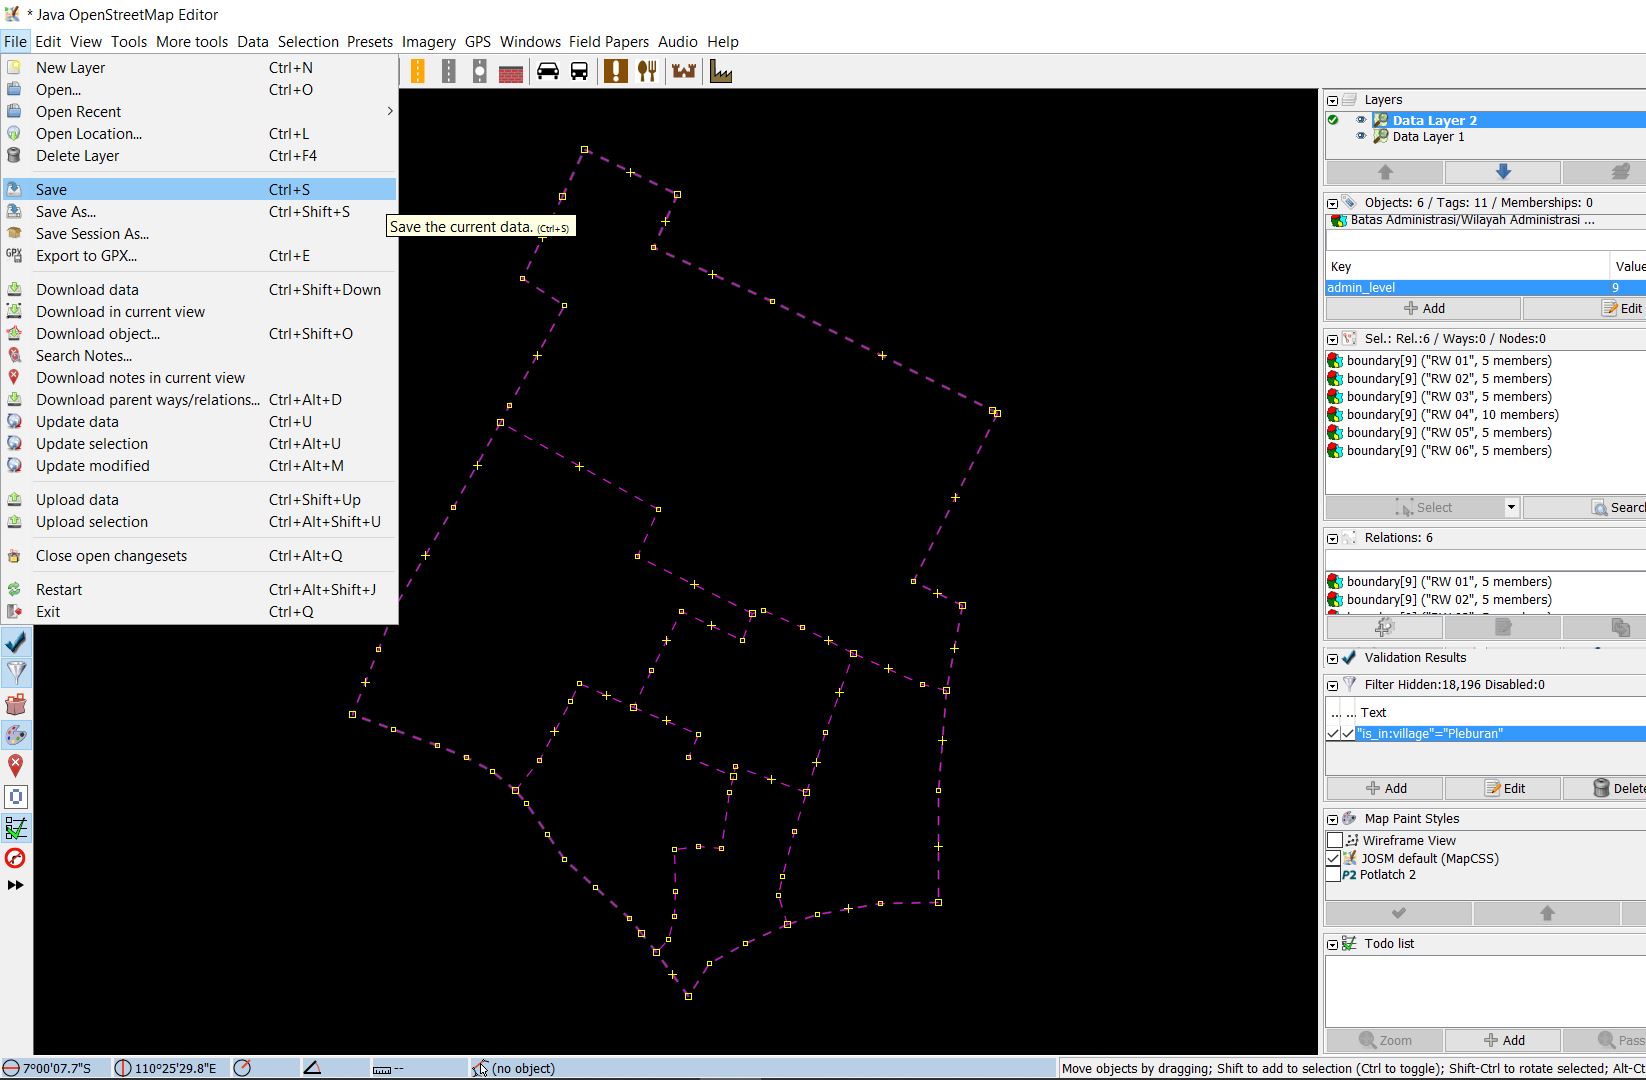 * Java OpenStreetMap Editor
File Edit View Tools More tools Data Selection Presets Imagery GPS Windows Field Papers Audio Help
New Layer Ctrl+N
Open... Ctrl+O
Open Recent
Open Location... Ctrl+L
Delete Layer Ctrl+F4
Save Ctrl+S
Save As... Ctrl+Shift+S
Save Session As...
Export to GPX... Ctrl+E
Download data Ctrl+Shift+Down
Download in current view
Download object... Ctrl+Shift+O
Search Notes...
Download notes in current view
Download parent ways/relations... Ctrl+Alt+D
Update data Ctrl+U
Update selection Ctrl+Alt+U
Update modified Ctrl+Alt+M
Upload data Ctrl+Shift+Up
Upload selection Ctrl+Alt+Shift+U
Close open changesets Ctrl+Alt+Q
Restart Ctrl+Alt+Shift+J
Exit Ctrl+Q
Save the current data. (Ctrl+S)
Layers
Data Layer 2
Data Layer 1
Objects: 6 / Tags: 11 / Memberships: 0
Batas Administrasi/Wilayah Administrasi ...
Key Value
admin_level 9
Add Edit
Sel.: Rel.:6 / Ways:0 / Nodes:0
boundary[9] ("RW 01", 5 members)
boundary[9] ("RW 02", 5 members)
boundary[9] ("RW 03", 5 members)
boundary[9] ("RW 04", 10 members)
boundary[9] ("RW 05", 5 members)
boundary[9] ("RW 06", 5 members)
Select Search
Relations: 6
boundary[9] ("RW 01", 5 members)
boundary[9] ("RW 02", 5 members)
Validation Results
Filter Hidden:18,196 Disabled:0
... ... Text
"is_in:village"="Pleburan"
Add Edit Delete
Map Paint Styles
Wireframe View
JOSM default (MapCSS)
P2 Potlatch 2
Todo list
Zoom Add Pass
7°00'07.7"S 110°25'29.8"E -- (no object) Move objects by dragging; Shift to add to selection (Ctrl to toggle); Shift-Ctrl to rotate selected; Alt-Ct